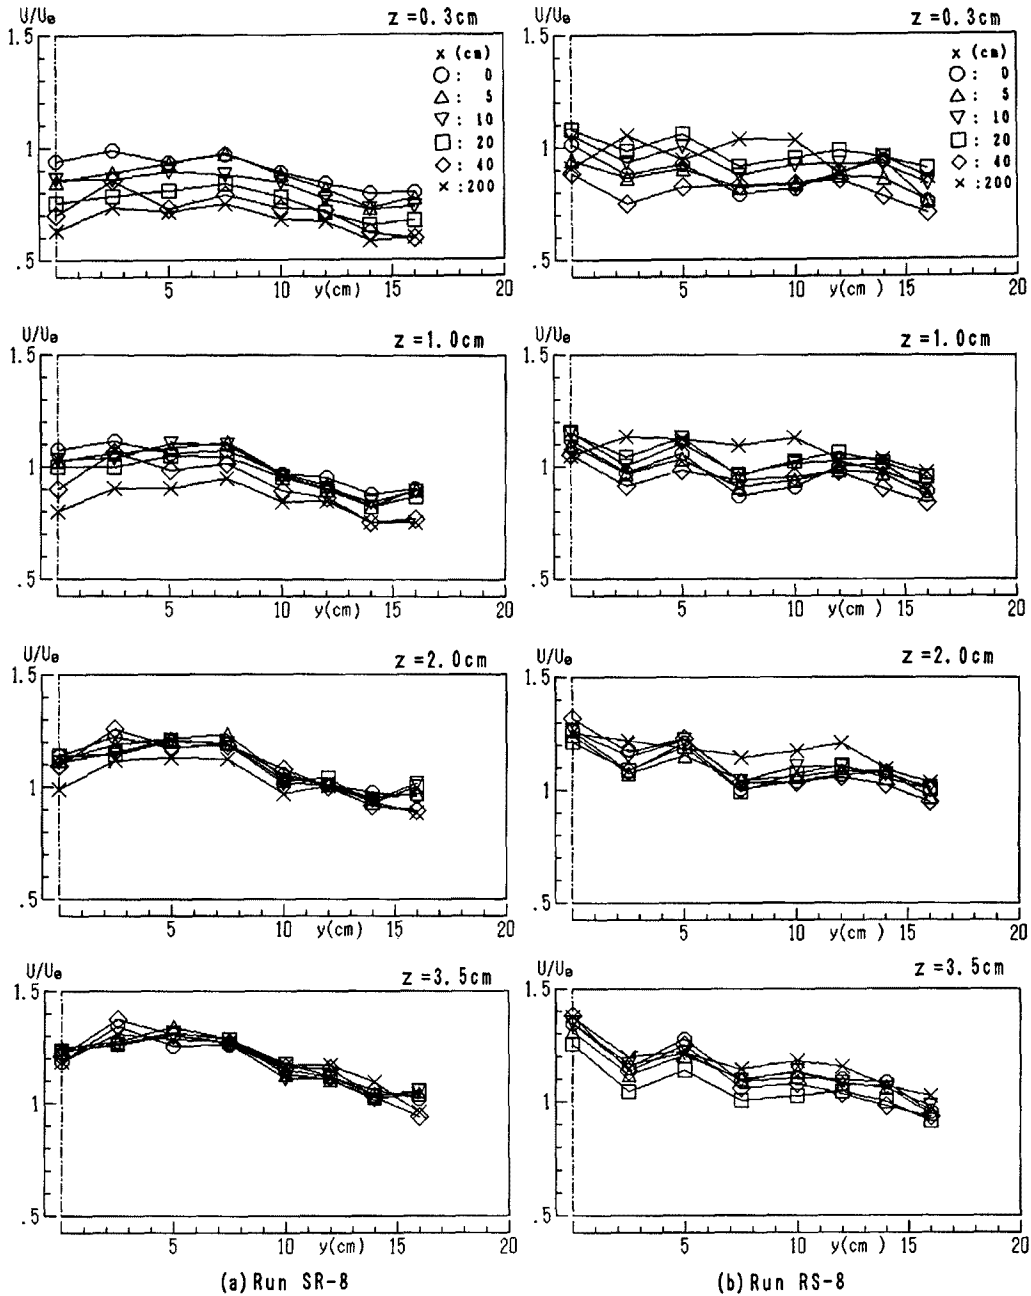 U/Uₑ z=0.3cm
1.5
x (cm)
○: 0
△: 5
▽: 10
□: 20
◇: 40
×: 200
1
.5
5 10 y(cm) 15 20
U/Uₑ z=1.0cm
1.5
1
.5
5 10 y(cm) 15 20
U/Uₑ z=2.0cm
1.5
1
.5
5 10 y(cm) 15 20
U/Uₑ z=3.5cm
1.5
1
.5
5 10 y(cm) 15 20
(a) Run SR-8
U/Uₑ z=0.3cm
1.5
x (cm)
○: 0
△: 5
▽: 10
□: 20
◇: 40
×: 200
1
.5
5 10 y(cm ) 15 20
U/Uₑ z=1.0cm
1.5
1
.5
5 10 y(cm ) 15 20
U/Uₑ z=2.0cm
1.5
1
.5
5 10 y(cm ) 15 20
U/Uₑ z=3.5cm
1.5
1
.5
5 10 y(cm ) 15 20
(b) Run RS-8